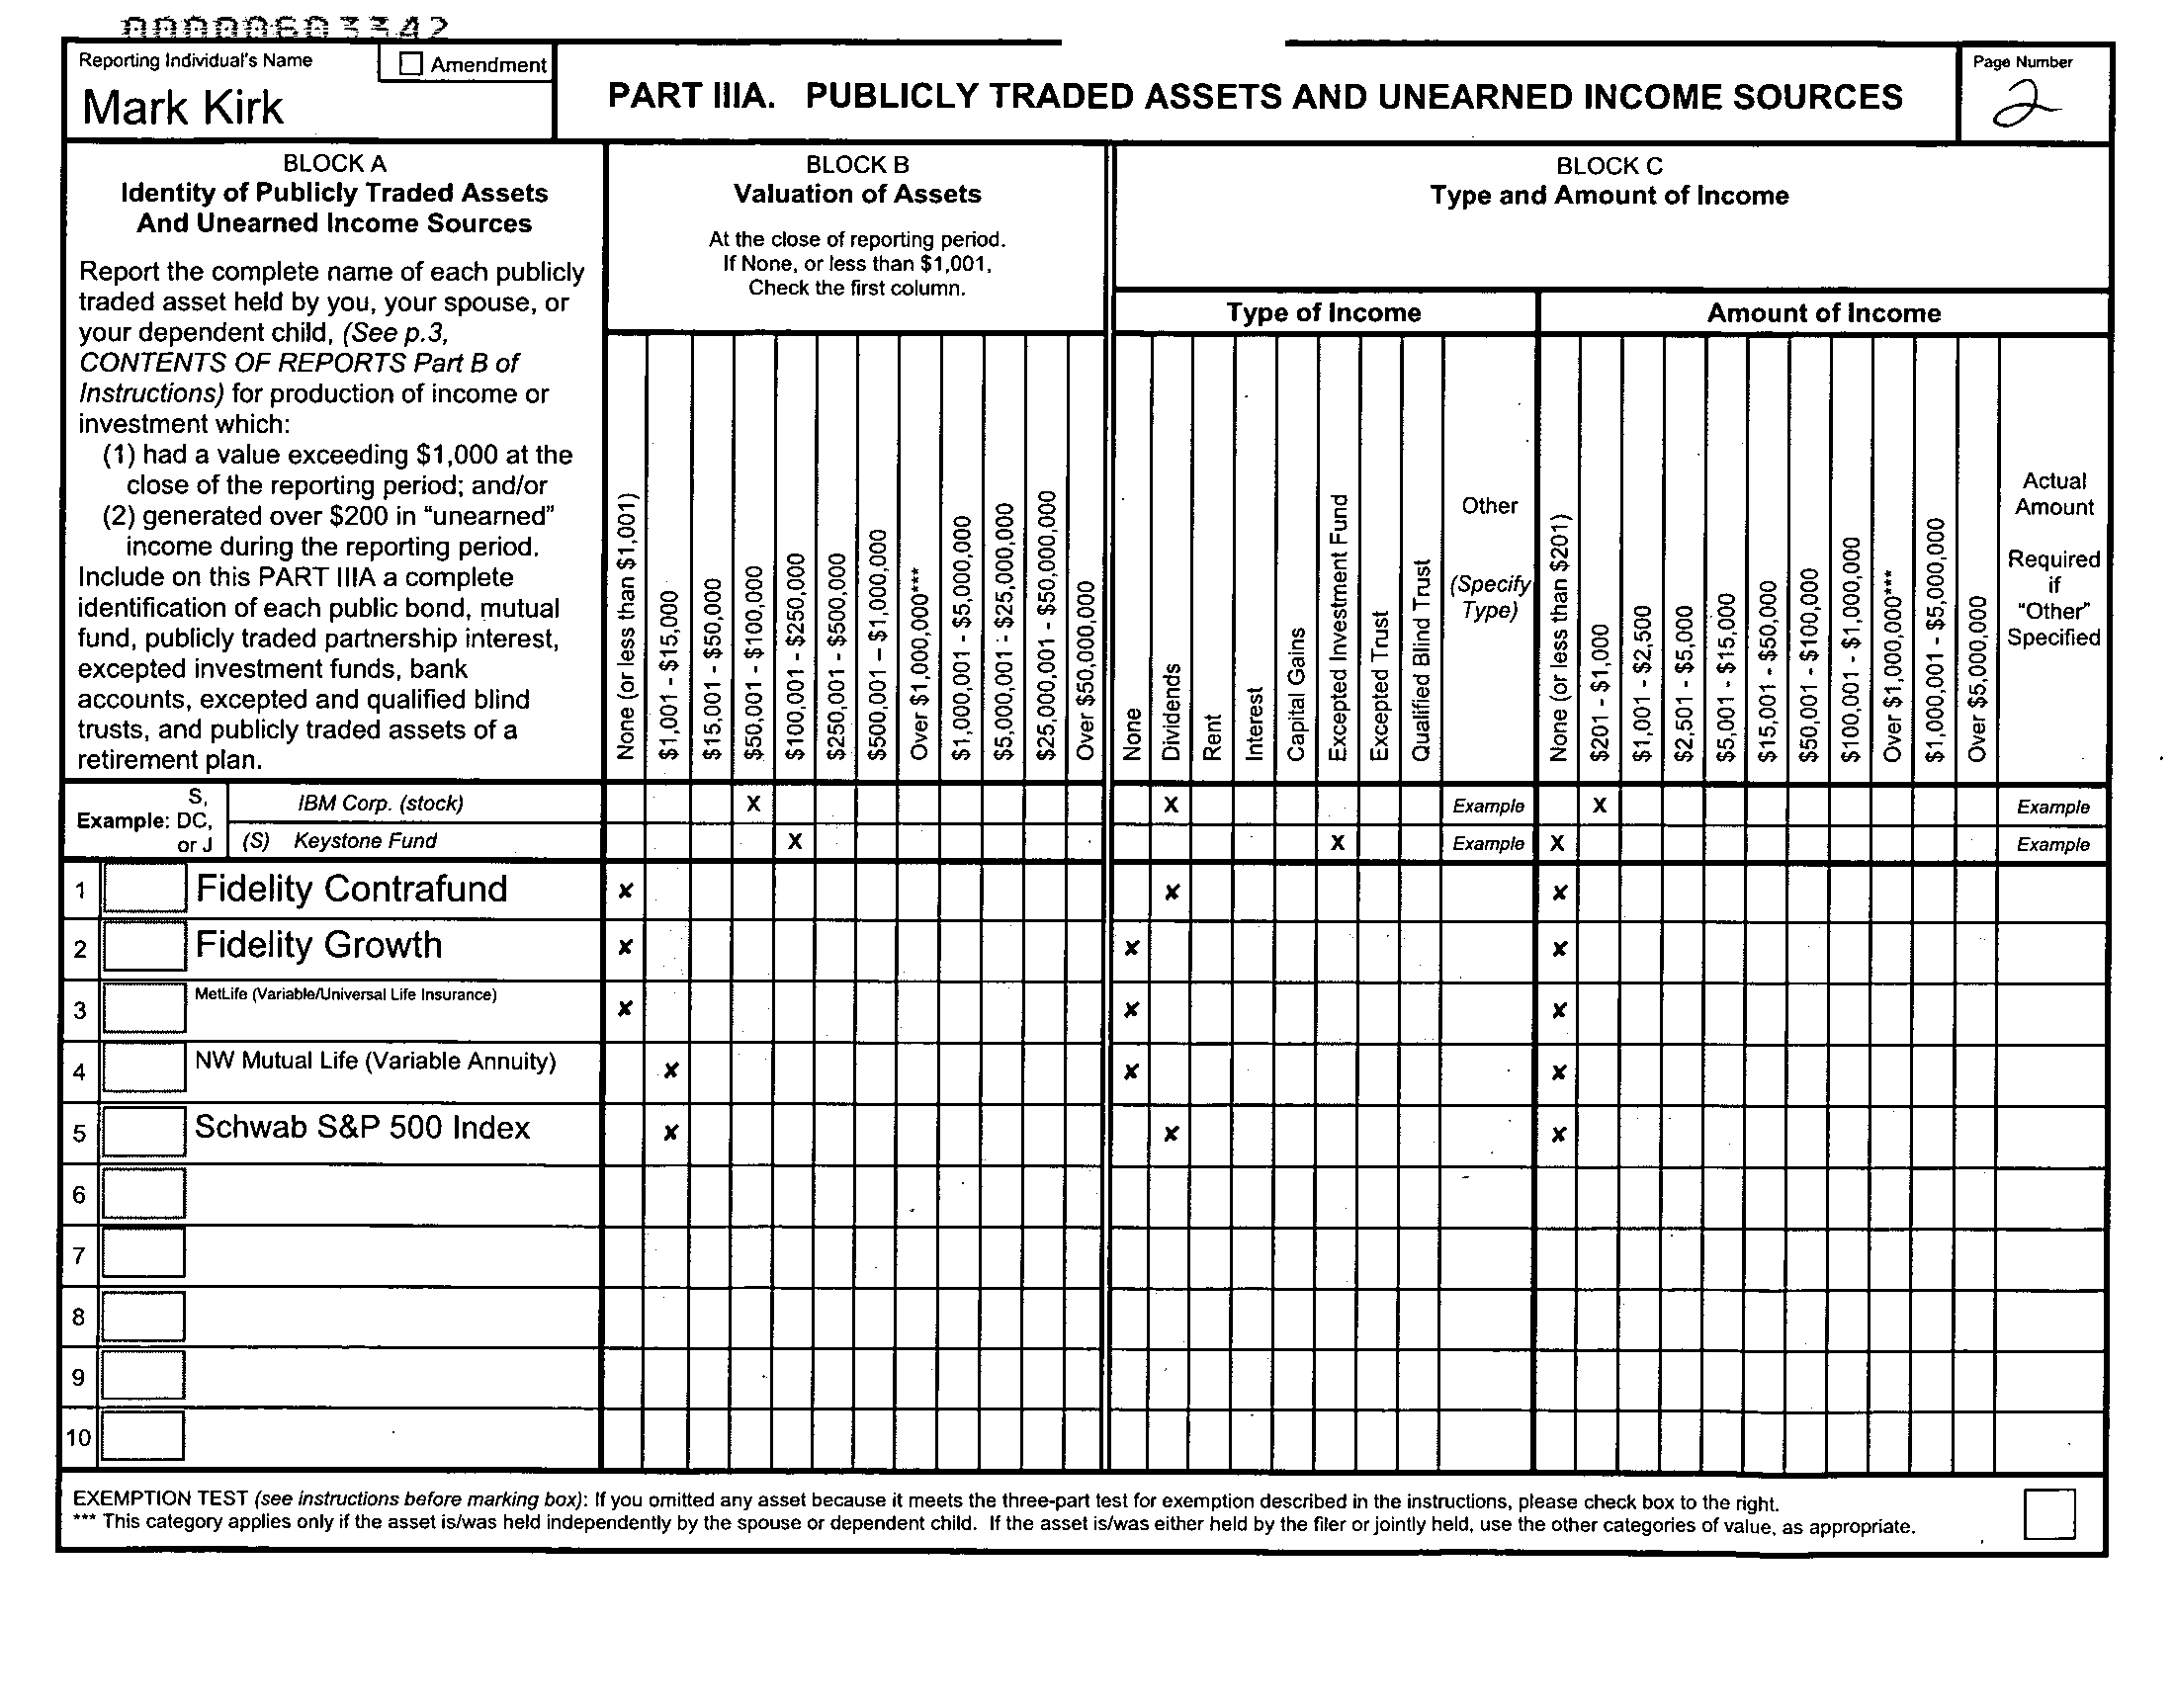 000000603342
Reporting Individual's Name
Amendment
Mark Kirk
PART IIIA. PUBLICLY TRADED ASSETS AND UNEARNED INCOME SOURCES
Page Number
2
BLOCK A
Identity of Publicly Traded Assets
And Unearned Income Sources
Report the complete name of each publicly
traded asset held by you, your spouse, or
your dependent child, (See p.3,
CONTENTS OF REPORTS Part B of
Instructions) for production of income or
investment which:
(1) had a value exceeding $1,000 at the
close of the reporting period; and/or
(2) generated over $200 in "unearned"
income during the reporting period.
Include on this PART IIIA a complete
identification of each public bond, mutual
fund, publicly traded partnership interest,
excepted investment funds, bank
accounts, excepted and qualified blind
trusts, and publicly traded assets of a
retirement plan.
BLOCK B
Valuation of Assets
At the close of reporting period.
If None, or less than $1,001,
Check the first column.
None (or less than $1,001)
$1,001 - $15,000
$15,001 - $50,000
$50,001 - $100,000
$100,001 - $250,000
$250,001 - $500,000
$500,001 – $1,000,000
Over $1,000,000***
$1,000,001 - $5,000,000
$5,000,001 - $25,000,000
$25,000,001 - $50,000,000
Over $50,000,000
BLOCK C
Type and Amount of Income
Type of Income
None
Dividends
Rent
Interest
Capital Gains
Excepted Investment Fund
Excepted Trust
Qualified Blind Trust
Other
(Specify
Type)
Amount of Income
None (or less than $201)
$201 - $1,000
$1,001 - $2,500
$2,501 - $5,000
$5,001 - $15,000
$15,001 - $50,000
$50,001 - $100,000
$100,001 - $1,000,000
Over $1,000,000***
$1,000,001 - $5,000,000
Over $5,000,000
Actual
Amount
Required
if
"Other"
Specified
Example: S, DC, or J
IBM Corp. (stock) X X Example X Example
(S) Keystone Fund X X Example X Example
1 Fidelity Contrafund x x x
2 Fidelity Growth x x x
3 MetLife (Variable/Universal Life Insurance) x x x
4 NW Mutual Life (Variable Annuity) x x x
5 Schwab S&P 500 Index x x x
6
7
8
9
10
EXEMPTION TEST (see instructions before marking box): If you omitted any asset because it meets the three-part test for exemption described in the instructions, please check box to the right.
*** This category applies only if the asset is/was held independently by the spouse or dependent child. If the asset is/was either held by the filer or jointly held, use the other categories of value, as appropriate.